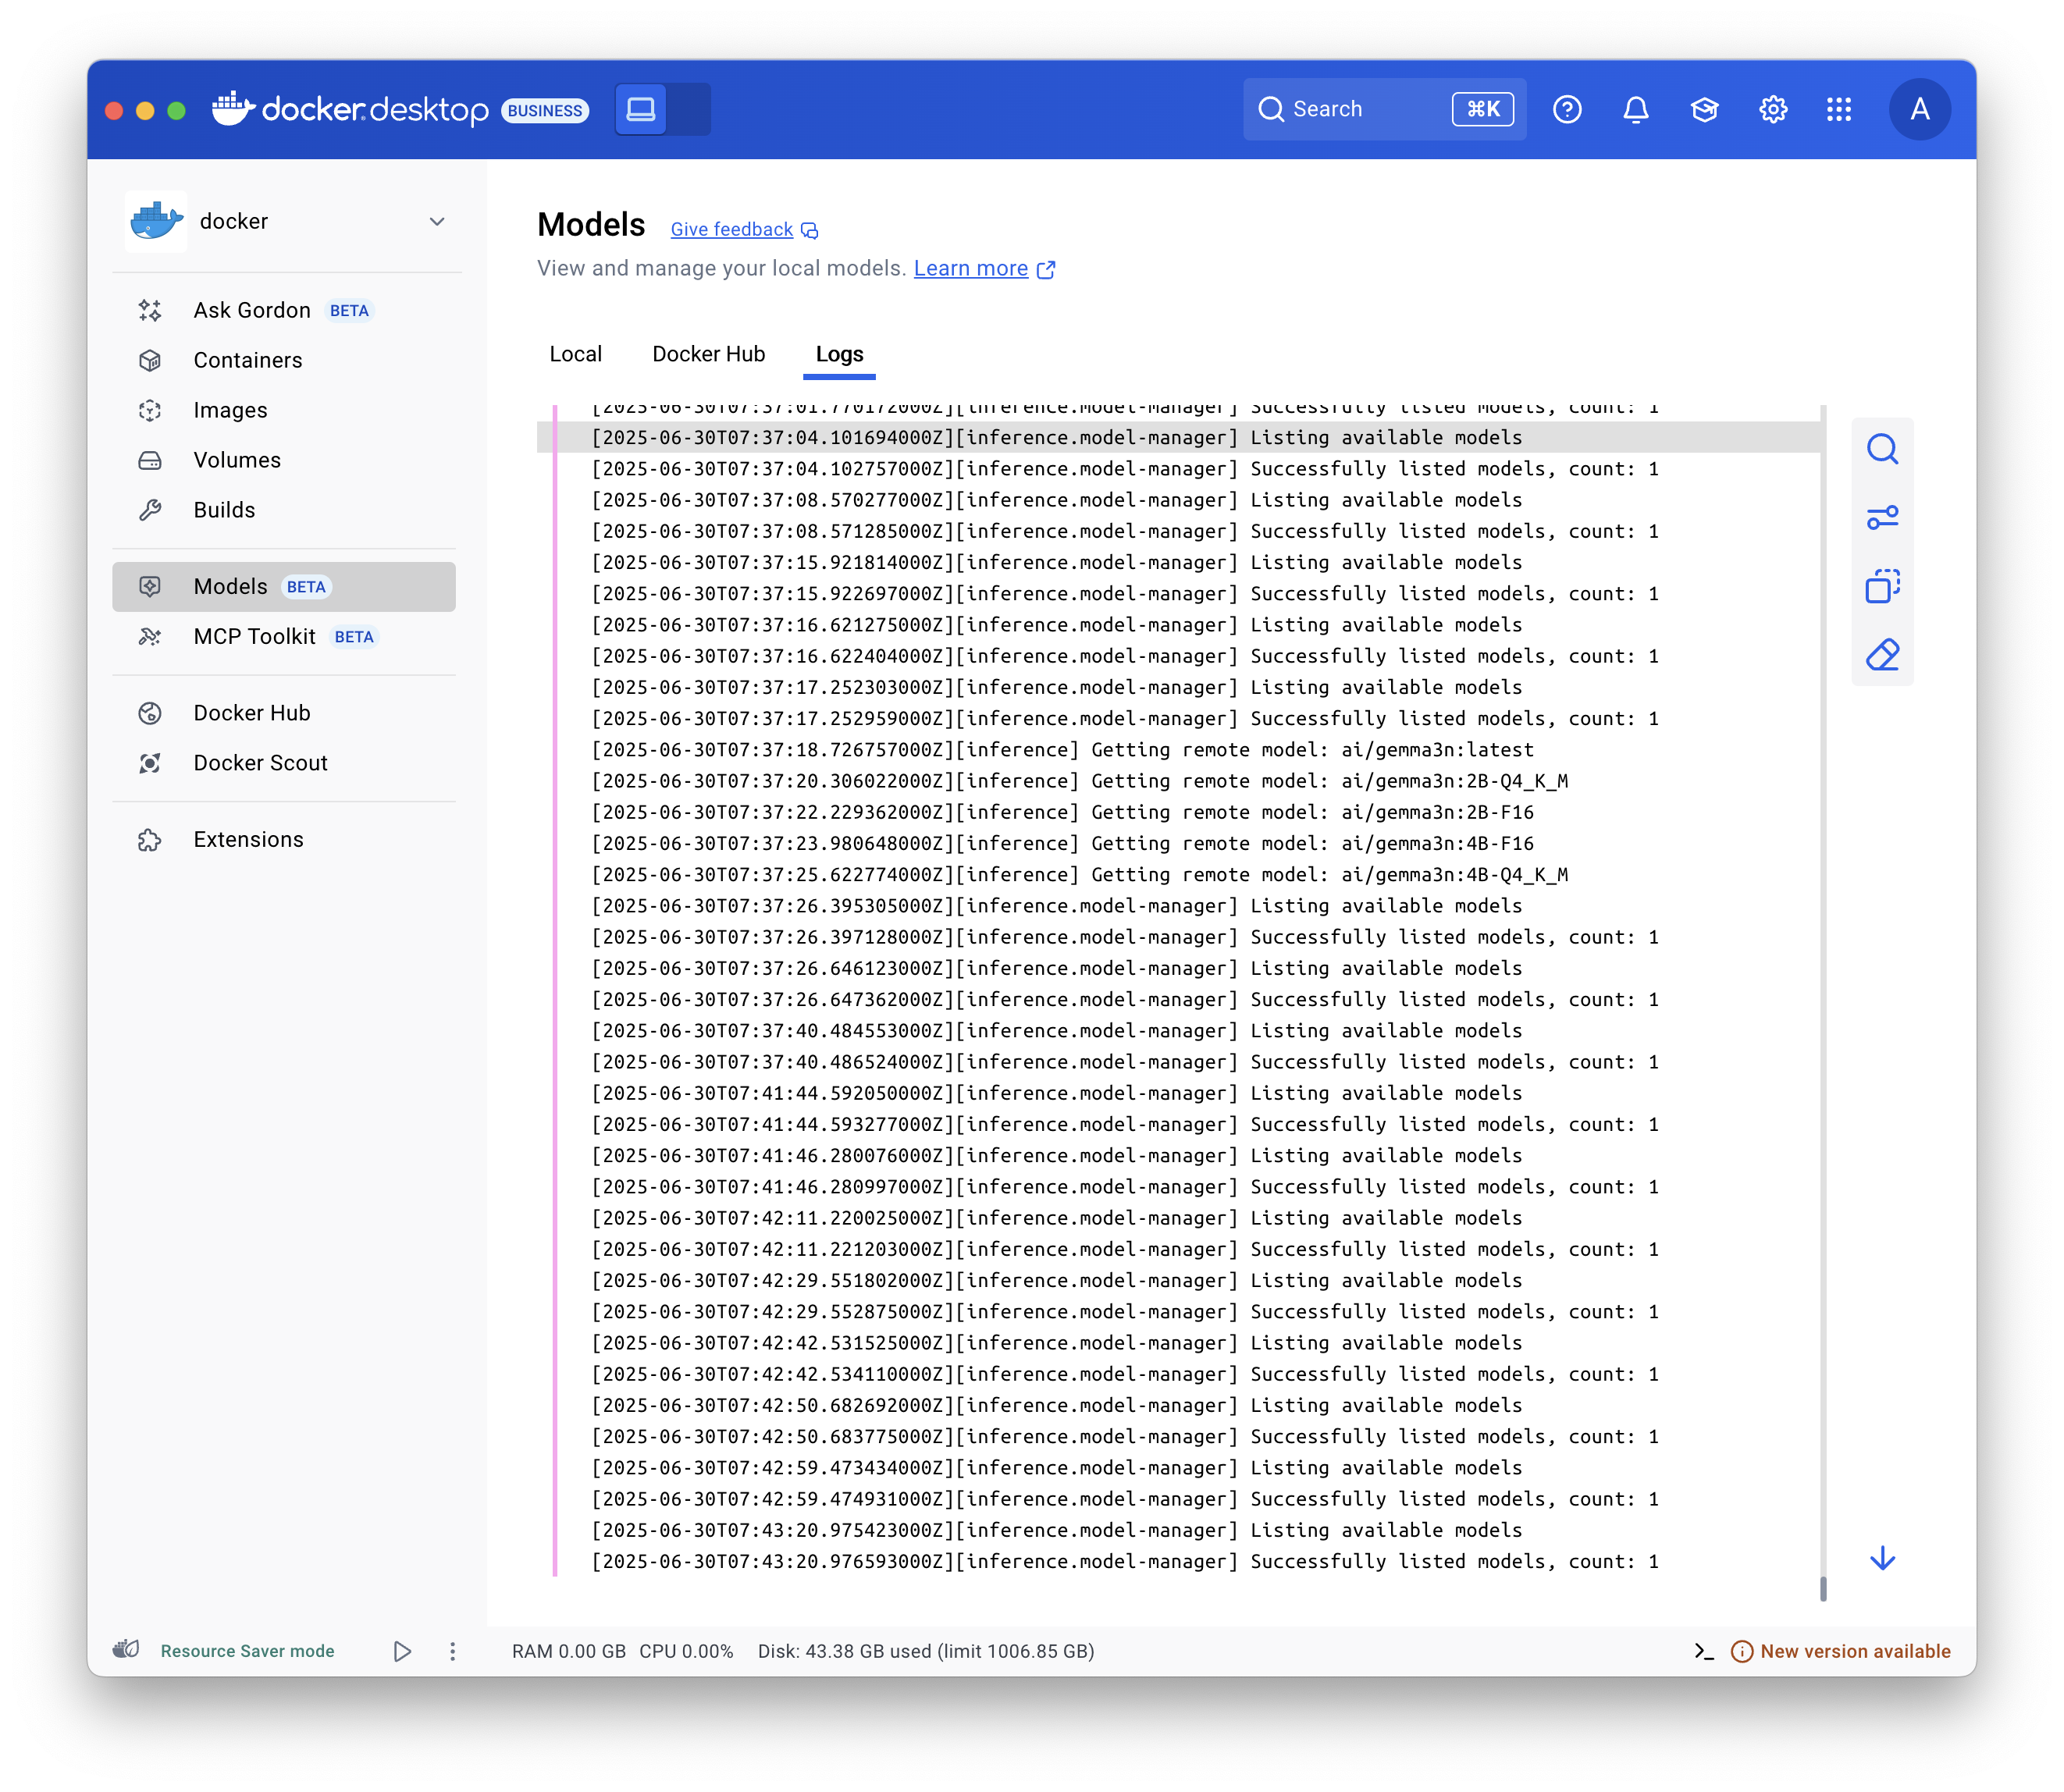 docker desktop BUSINESS
Search ⌘K
A
docker
Ask Gordon BETA
Containers
Images
Volumes
Builds
Models BETA
MCP Toolkit BETA
Docker Hub
Docker Scout
Extensions
Models Give feedback
View and manage your local models. Learn more
Local Docker Hub Logs
[2025-06-30T07:37:01.770172000Z][inference.model-manager] Successfully listed models, count: 1
[2025-06-30T07:37:04.101694000Z][inference.model-manager] Listing available models
[2025-06-30T07:37:04.102757000Z][inference.model-manager] Successfully listed models, count: 1
[2025-06-30T07:37:08.570277000Z][inference.model-manager] Listing available models
[2025-06-30T07:37:08.571285000Z][inference.model-manager] Successfully listed models, count: 1
[2025-06-30T07:37:15.921814000Z][inference.model-manager] Listing available models
[2025-06-30T07:37:15.922697000Z][inference.model-manager] Successfully listed models, count: 1
[2025-06-30T07:37:16.621275000Z][inference.model-manager] Listing available models
[2025-06-30T07:37:16.622404000Z][inference.model-manager] Successfully listed models, count: 1
[2025-06-30T07:37:17.252303000Z][inference.model-manager] Listing available models
[2025-06-30T07:37:17.252959000Z][inference.model-manager] Successfully listed models, count: 1
[2025-06-30T07:37:18.726757000Z][inference] Getting remote model: ai/gemma3n:latest
[2025-06-30T07:37:20.306022000Z][inference] Getting remote model: ai/gemma3n:2B-Q4_K_M
[2025-06-30T07:37:22.229362000Z][inference] Getting remote model: ai/gemma3n:2B-F16
[2025-06-30T07:37:23.980648000Z][inference] Getting remote model: ai/gemma3n:4B-F16
[2025-06-30T07:37:25.622774000Z][inference] Getting remote model: ai/gemma3n:4B-Q4_K_M
[2025-06-30T07:37:26.395305000Z][inference.model-manager] Listing available models
[2025-06-30T07:37:26.397128000Z][inference.model-manager] Successfully listed models, count: 1
[2025-06-30T07:37:26.646123000Z][inference.model-manager] Listing available models
[2025-06-30T07:37:26.647362000Z][inference.model-manager] Successfully listed models, count: 1
[2025-06-30T07:37:40.484553000Z][inference.model-manager] Listing available models
[2025-06-30T07:37:40.486524000Z][inference.model-manager] Successfully listed models, count: 1
[2025-06-30T07:41:44.592050000Z][inference.model-manager] Listing available models
[2025-06-30T07:41:44.593277000Z][inference.model-manager] Successfully listed models, count: 1
[2025-06-30T07:41:46.280076000Z][inference.model-manager] Listing available models
[2025-06-30T07:41:46.280997000Z][inference.model-manager] Successfully listed models, count: 1
[2025-06-30T07:42:11.220025000Z][inference.model-manager] Listing available models
[2025-06-30T07:42:11.221203000Z][inference.model-manager] Successfully listed models, count: 1
[2025-06-30T07:42:29.551802000Z][inference.model-manager] Listing available models
[2025-06-30T07:42:29.552875000Z][inference.model-manager] Successfully listed models, count: 1
[2025-06-30T07:42:42.531525000Z][inference.model-manager] Listing available models
[2025-06-30T07:42:42.534110000Z][inference.model-manager] Successfully listed models, count: 1
[2025-06-30T07:42:50.682692000Z][inference.model-manager] Listing available models
[2025-06-30T07:42:50.683775000Z][inference.model-manager] Successfully listed models, count: 1
[2025-06-30T07:42:59.473434000Z][inference.model-manager] Listing available models
[2025-06-30T07:42:59.474931000Z][inference.model-manager] Successfully listed models, count: 1
[2025-06-30T07:43:20.975423000Z][inference.model-manager] Listing available models
[2025-06-30T07:43:20.976593000Z][inference.model-manager] Successfully listed models, count: 1
Resource Saver mode RAM 0.00 GB CPU 0.00% Disk: 43.38 GB used (limit 1006.85 GB) New version available